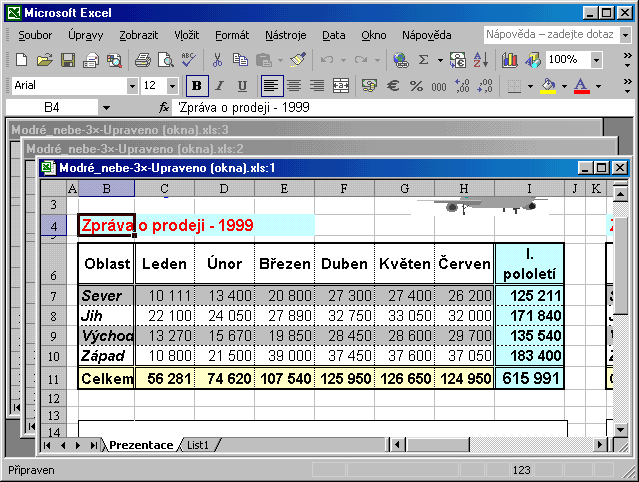 Microsoft Excel
Soubor Úpravy Zobrazit Vložit Formát Nástroje Data Okno Nápověda Nápověda – zadejte dotaz
100%
Arial 12 B I U € % 000
B4 fx 'Zpráva o prodeji - 1999
Modré_nebe-3×-Upraveno (okna).xls:3
Modré_nebe-3×-Upraveno (okna).xls:2
Modré_nebe-3×-Upraveno (okna).xls:1
A B C D E F G H I J K
3
4 Zpráva o prodeji - 1999
6 Oblast Leden Únor Březen Duben Květen Červen I. pololetí
7 Sever 10 111 13 400 20 800 27 300 27 400 26 200 125 211
8 Jih 22 100 24 050 27 890 32 750 33 050 32 000 171 840
9 Východ 13 270 15 670 19 850 28 450 28 600 29 700 135 540
10 Západ 10 800 21 500 39 000 37 450 37 600 37 050 183 400
11 Celkem 56 281 74 620 107 540 125 950 126 650 124 950 615 991
12
13
14
Prezentace List1
Připraven 123